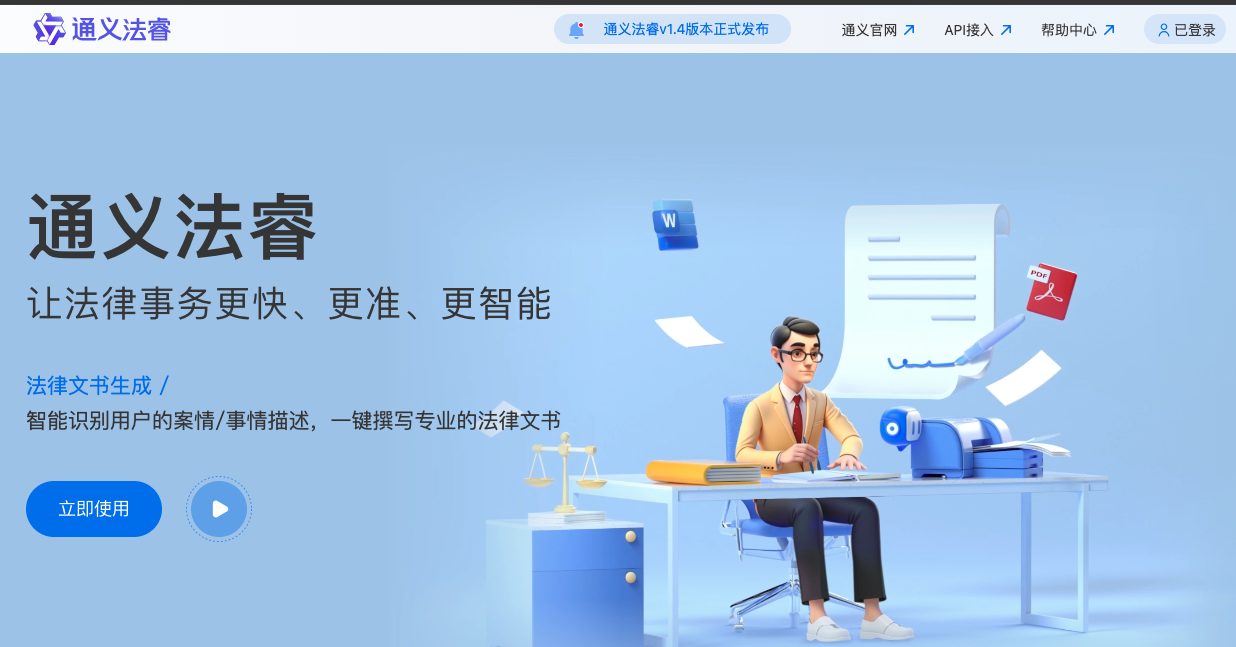 通义法睿
通义法睿v1.4版本正式发布
通义官网
API接入
帮助中心
已登录
通义法睿
让法律事务更快、更准、更智能
法律文书生成 /
智能识别用户的案情/事情描述，一键撰写专业的法律文书
立即使用
W
PDF